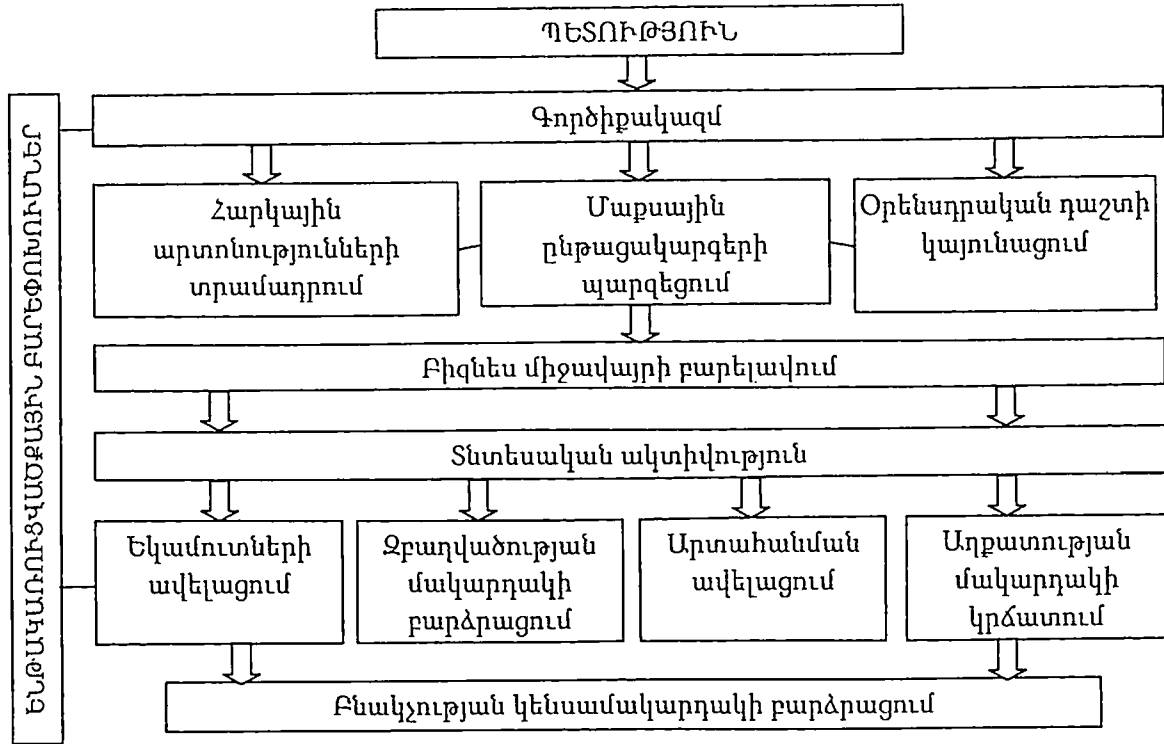 ՊԵՏՈՒԹՅՈՒՆ
ԵՆԹԱԿԱՌՈՒՑՎԱԾՔԱՅԻՆ ԲԱՐԵՓՈԽՈՒՄՆԵՐ
Գործիքակազմ
Հարկային
արտոնությունների
տրամադրում
Մաքսային
ընթացակարգերի
պարզեցում
Օրենսդրական դաշտի
կայունացում
Բիզնես միջավայրի բարելավում
Տնտեսական ակտիվություն
Եկամուտների
ավելացում
Զբաղվածության
մակարդակի
բարձրացում
Արտահանման
ավելացում
Աղքատության
մակարդակի
կրճատում
Բնակչության կենսամակարդակի բարձրացում